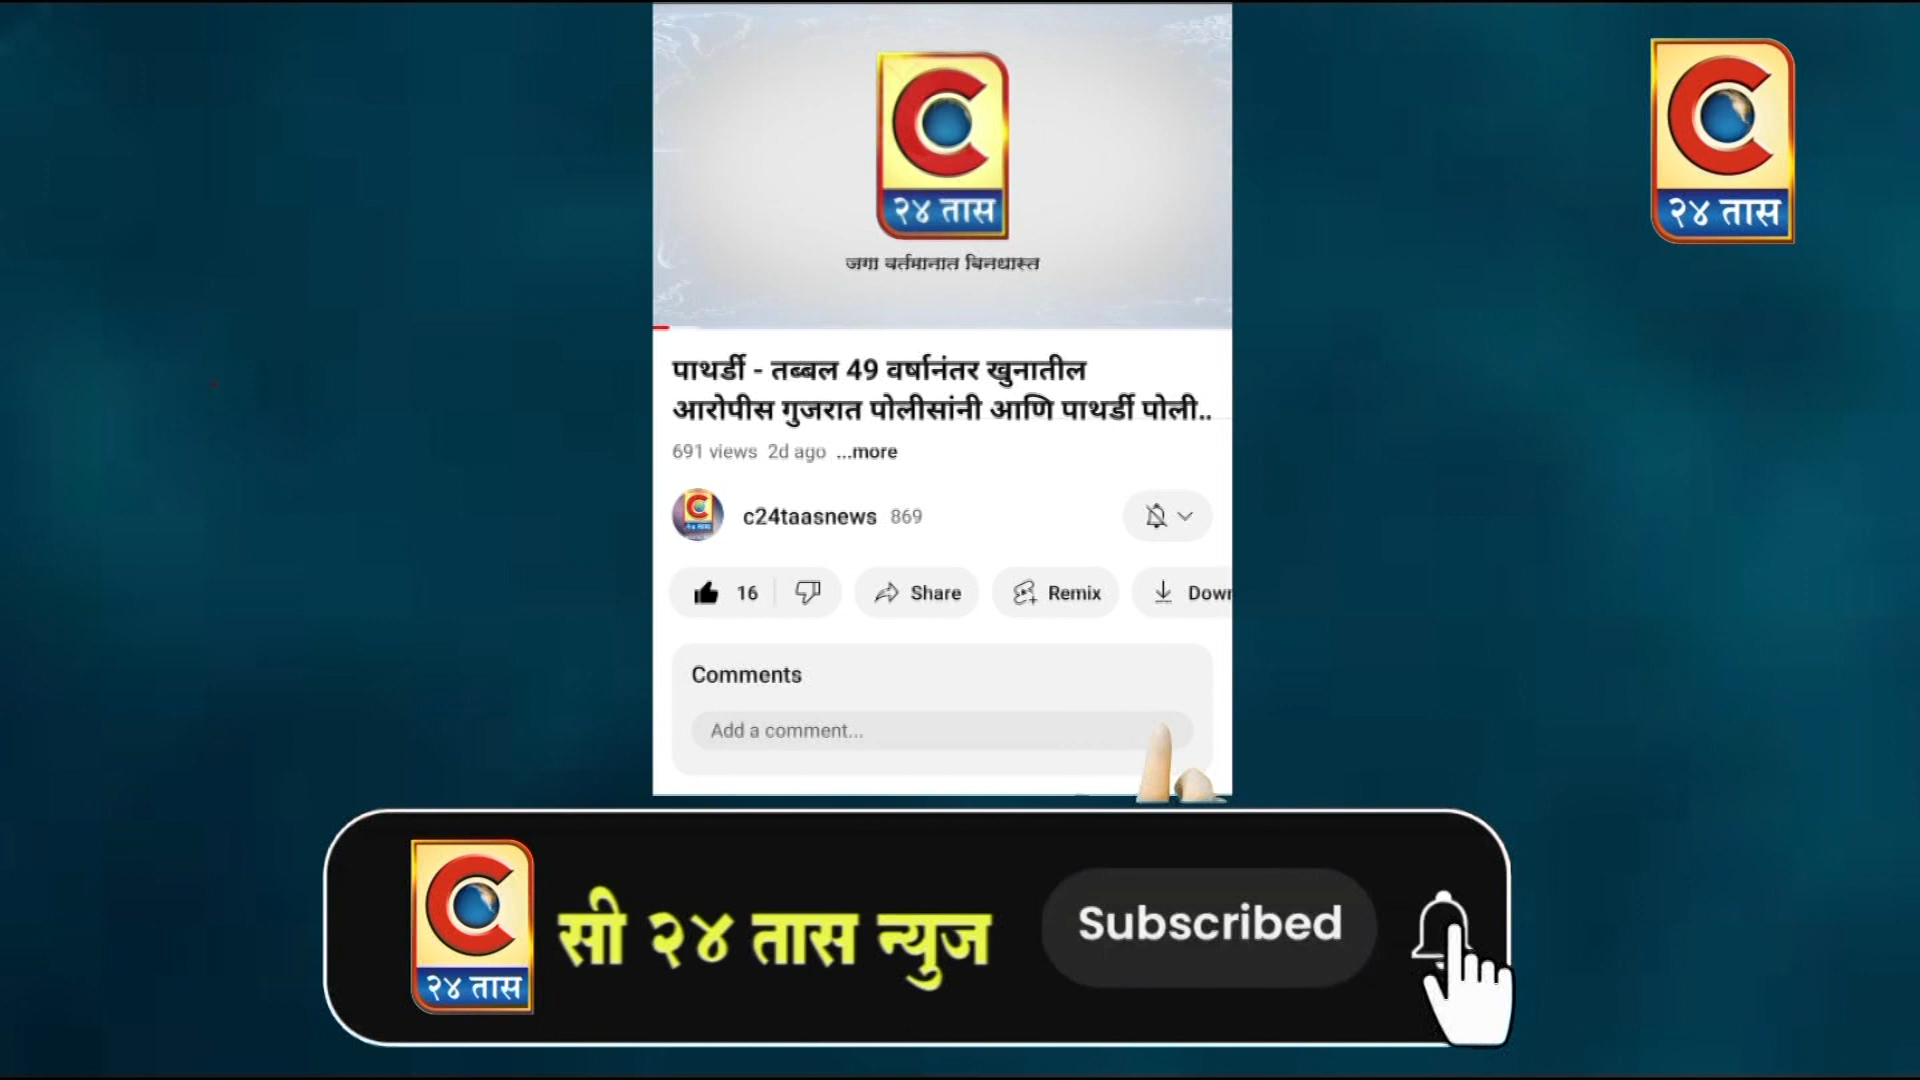 २४ तास
जगा वर्तमानात बिनधास्त
२४ तास
पाथर्डी - तब्बल 49 वर्षानंतर खुनातील
आरोपीस गुजरात पोलीसांनी आणि पाथर्डी पोली..
691 views 2d ago ...more
c24taasnews 869
16 Share Remix Down
Comments
Add a comment...
२४ तास
सी २४ तास न्युज
Subscribed